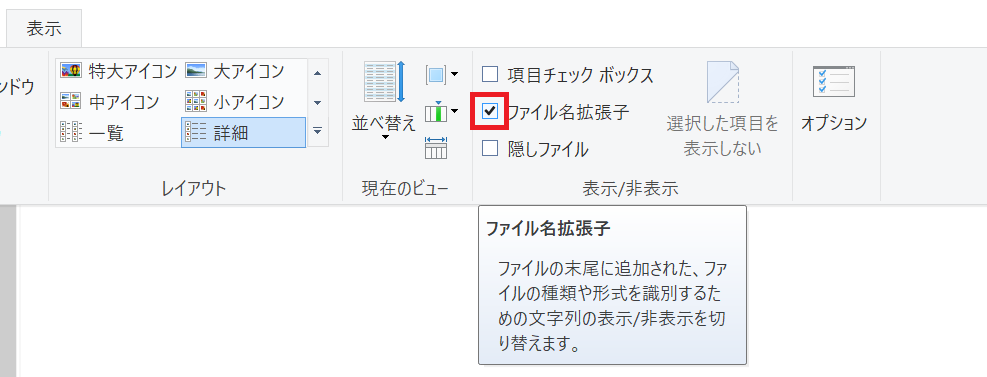 表示
ンドウ
特大アイコン
大アイコン
中アイコン
小アイコン
一覧
詳細
レイアウト
並べ替え
現在のビュー
項目チェック ボックス
ファイル名拡張子
隠しファイル
選択した項目を
表示しない
表示/非表示
オプション
ファイル名拡張子
ファイルの末尾に追加された、ファ
イルの種類や形式を識別するた
めの文字列の表示/非表示を切
り替えます。